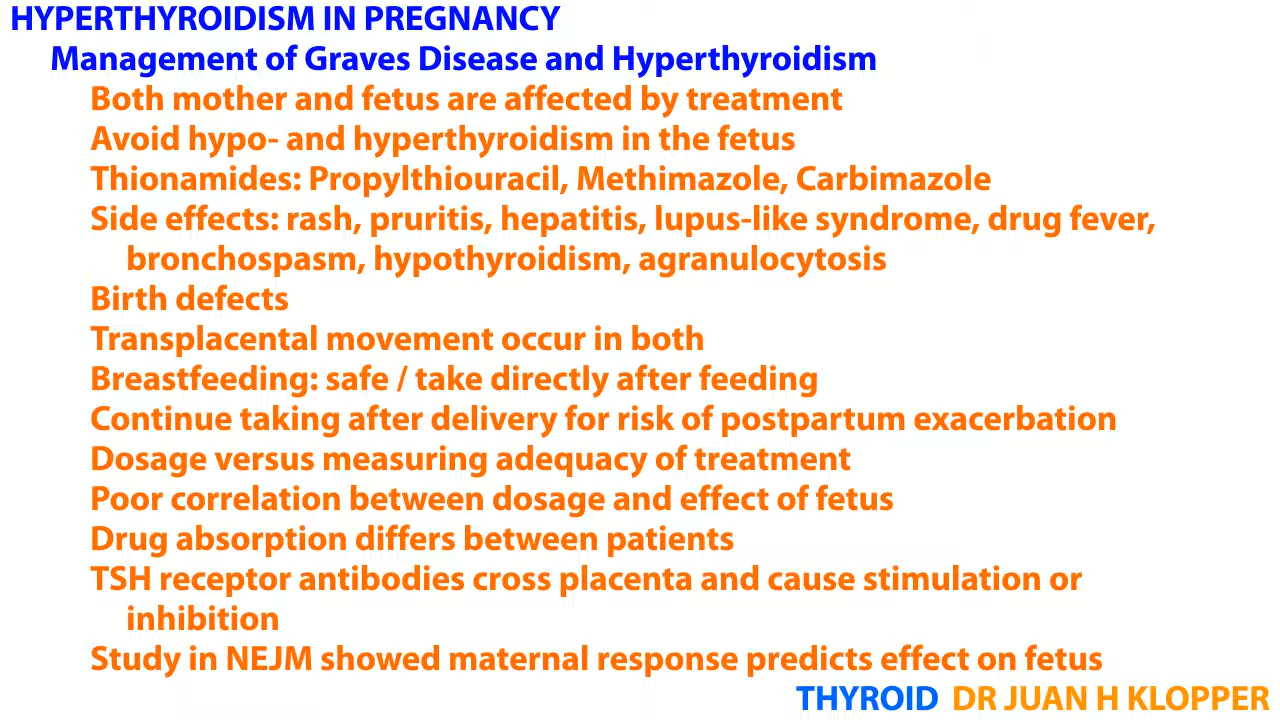 HYPERTHYROIDISM IN PREGNANCY
Management of Graves Disease and Hyperthyroidism
Both mother and fetus are affected by treatment
Avoid hypo- and hyperthyroidism in the fetus
Thionamides: Propylthiouracil, Methimazole, Carbimazole
Side effects: rash, pruritis, hepatitis, lupus-like syndrome, drug fever,
bronchospasm, hypothyroidism, agranulocytosis
Birth defects
Transplacental movement occur in both
Breastfeeding: safe / take directly after feeding
Continue taking after delivery for risk of postpartum exacerbation
Dosage versus measuring adequacy of treatment
Poor correlation between dosage and effect of fetus
Drug absorption differs between patients
TSH receptor antibodies cross placenta and cause stimulation or
inhibition
Study in NEJM showed maternal response predicts effect on fetus
THYROID DR JUAN H KLOPPER